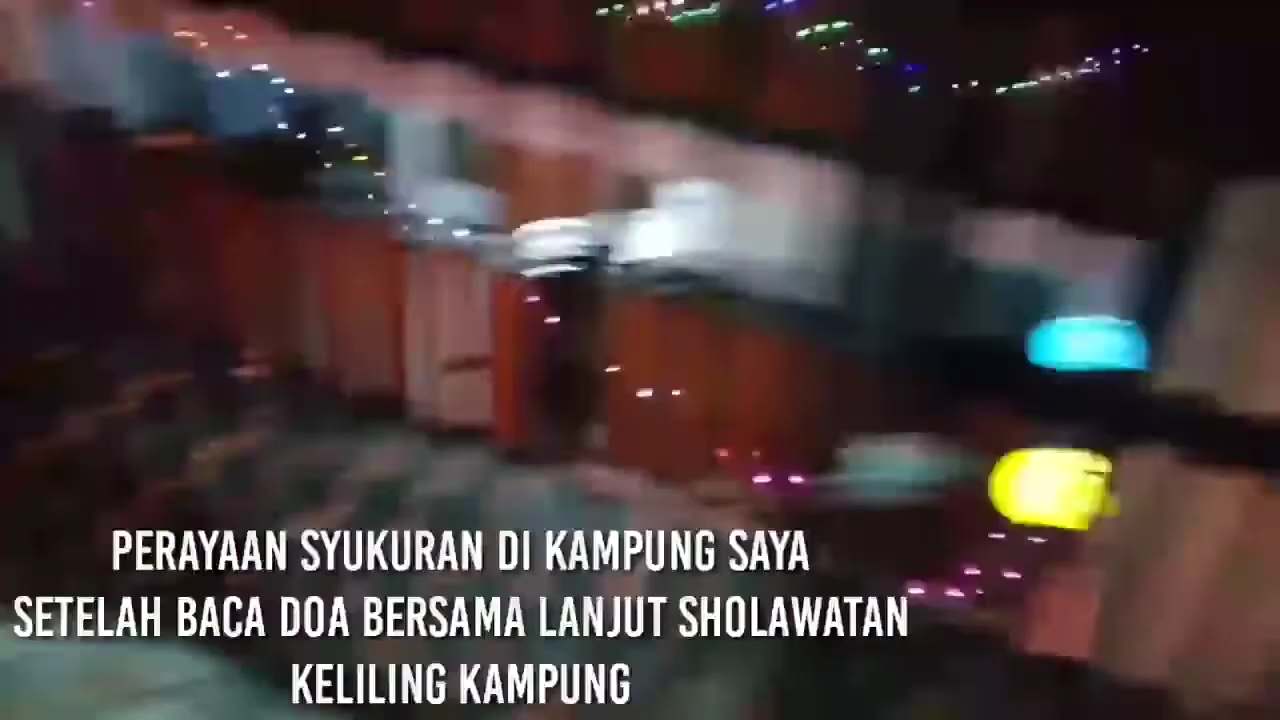 PERAYAAN SYUKURAN DI KAMPUNG SAYA
SETELAH BACA DOA BERSAMA LANJUT SHOLAWATAN
KELILING KAMPUNG